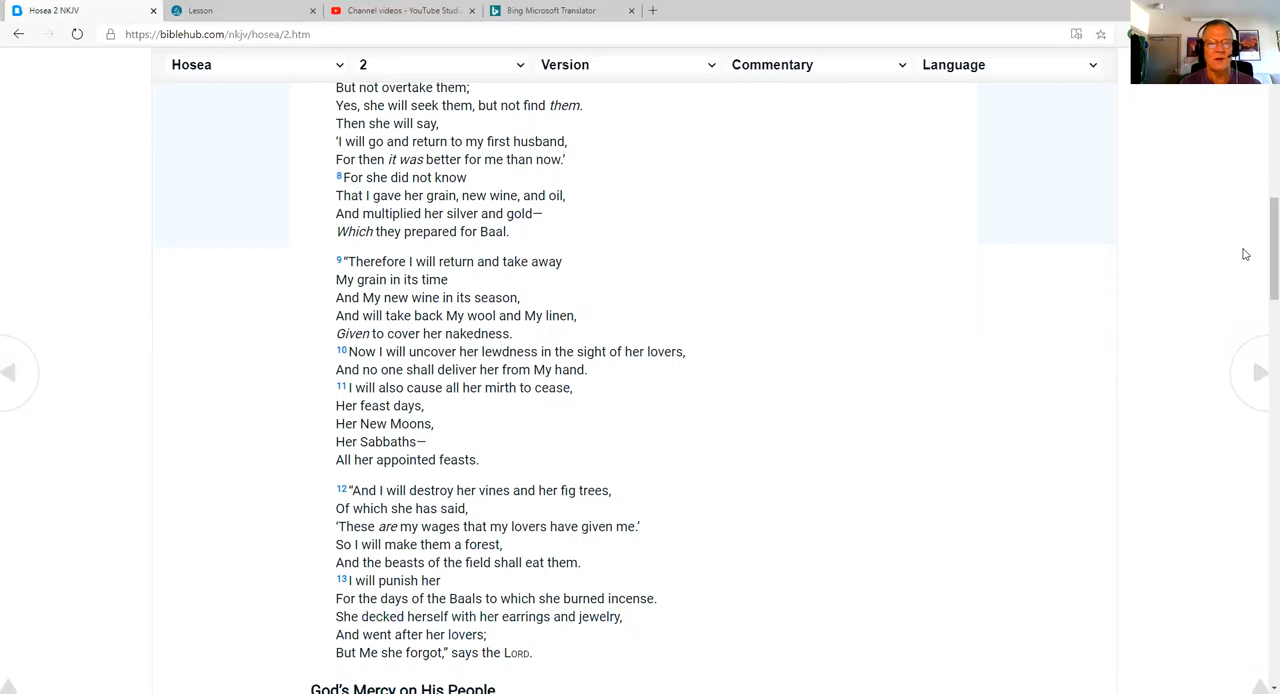 Hosea 2 NKJV
Lesson
Channel videos - YouTube Stud
Bing Microsoft Translator
https://biblehub.com/nkjv/hosea/2.htm
Hosea 2 Version Commentary Language
But not overtake them;
Yes, she will seek them, but not find them.
Then she will say,
‘I will go and return to my first husband,
For then it was better for me than now.’
8 For she did not know
That I gave her grain, new wine, and oil,
And multiplied her silver and gold—
Which they prepared for Baal.
9 “Therefore I will return and take away
My grain in its time
And My new wine in its season,
And will take back My wool and My linen,
Given to cover her nakedness.
10 Now I will uncover her lewdness in the sight of her lovers,
And no one shall deliver her from My hand.
11 I will also cause all her mirth to cease,
Her feast days,
Her New Moons,
Her Sabbaths—
All her appointed feasts.
12 “And I will destroy her vines and her fig trees,
Of which she has said,
‘These are my wages that my lovers have given me.’
So I will make them a forest,
And the beasts of the field shall eat them.
13 I will punish her
For the days of the Baals to which she burned incense.
She decked herself with her earrings and jewelry,
And went after her lovers;
But Me she forgot,” says the LORD.
God’s Mercy on His People